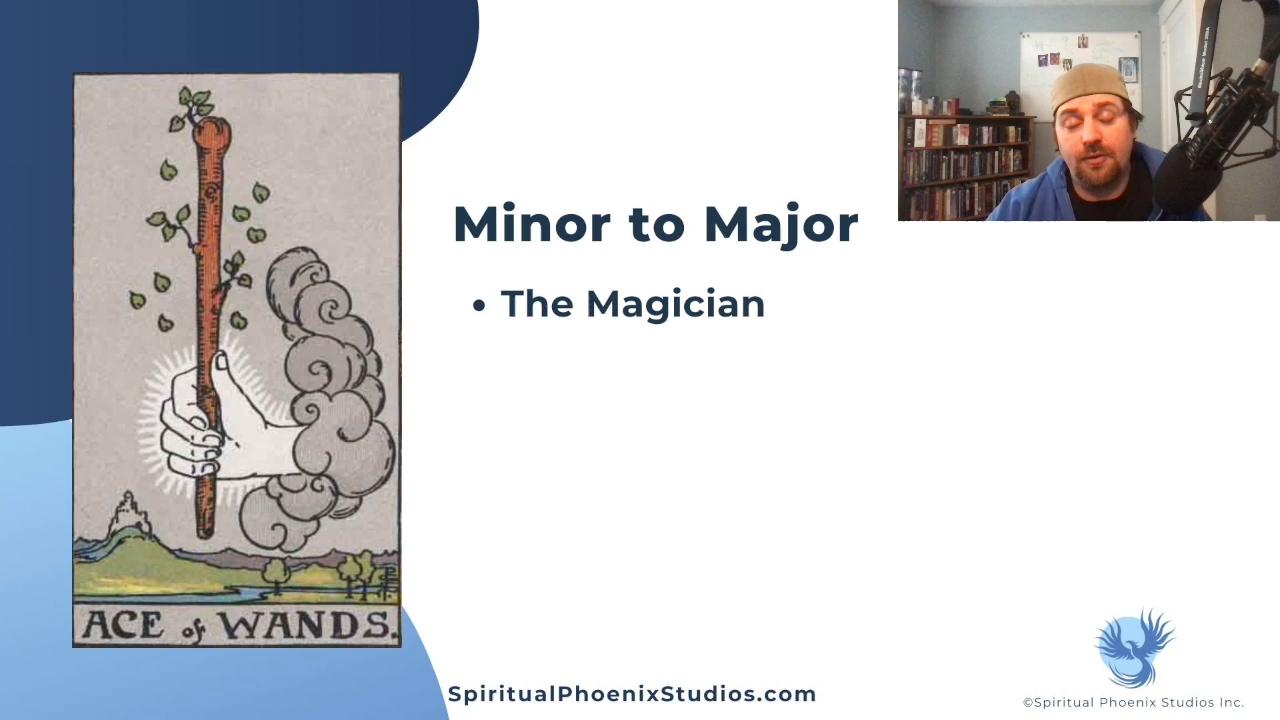 Minor to Major
• The Magician
ACE of WANDS.
SpiritualPhoenixStudios.com
©Spiritual Phoenix Studios Inc.